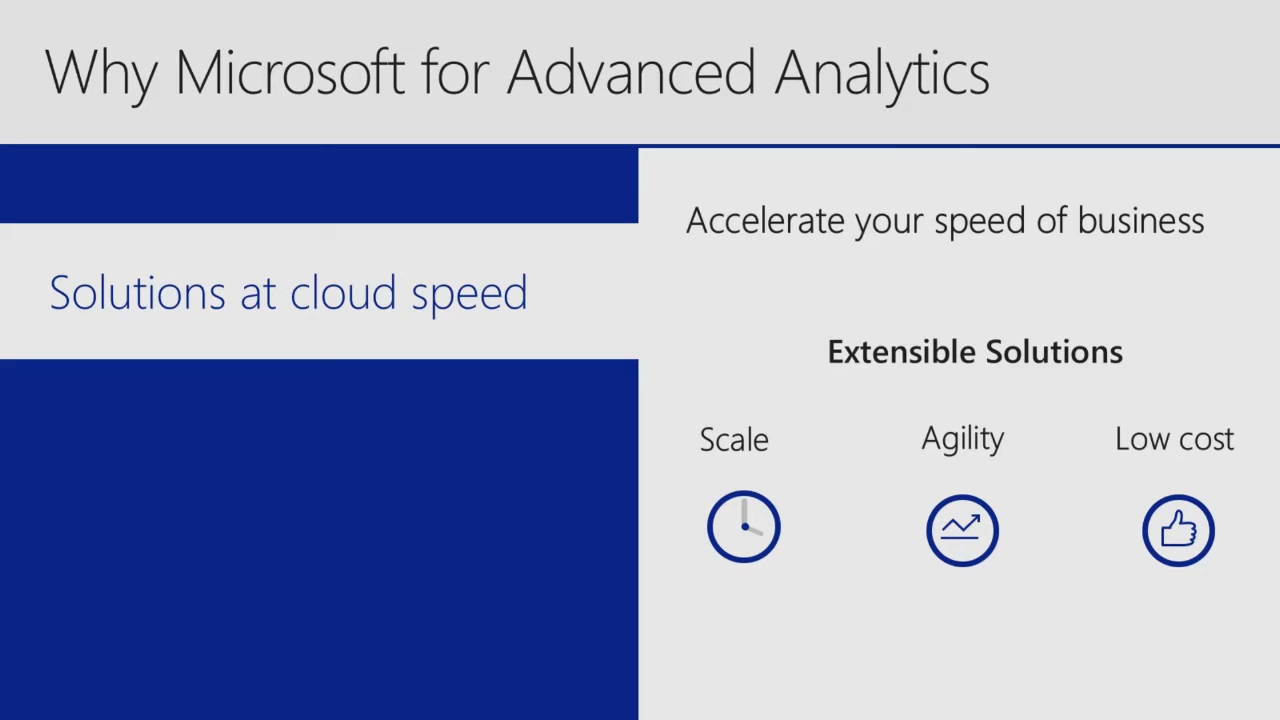 Why Microsoft for Advanced Analytics
Solutions at cloud speed
Accelerate your speed of business
Extensible Solutions
Scale
Agility
Low cost